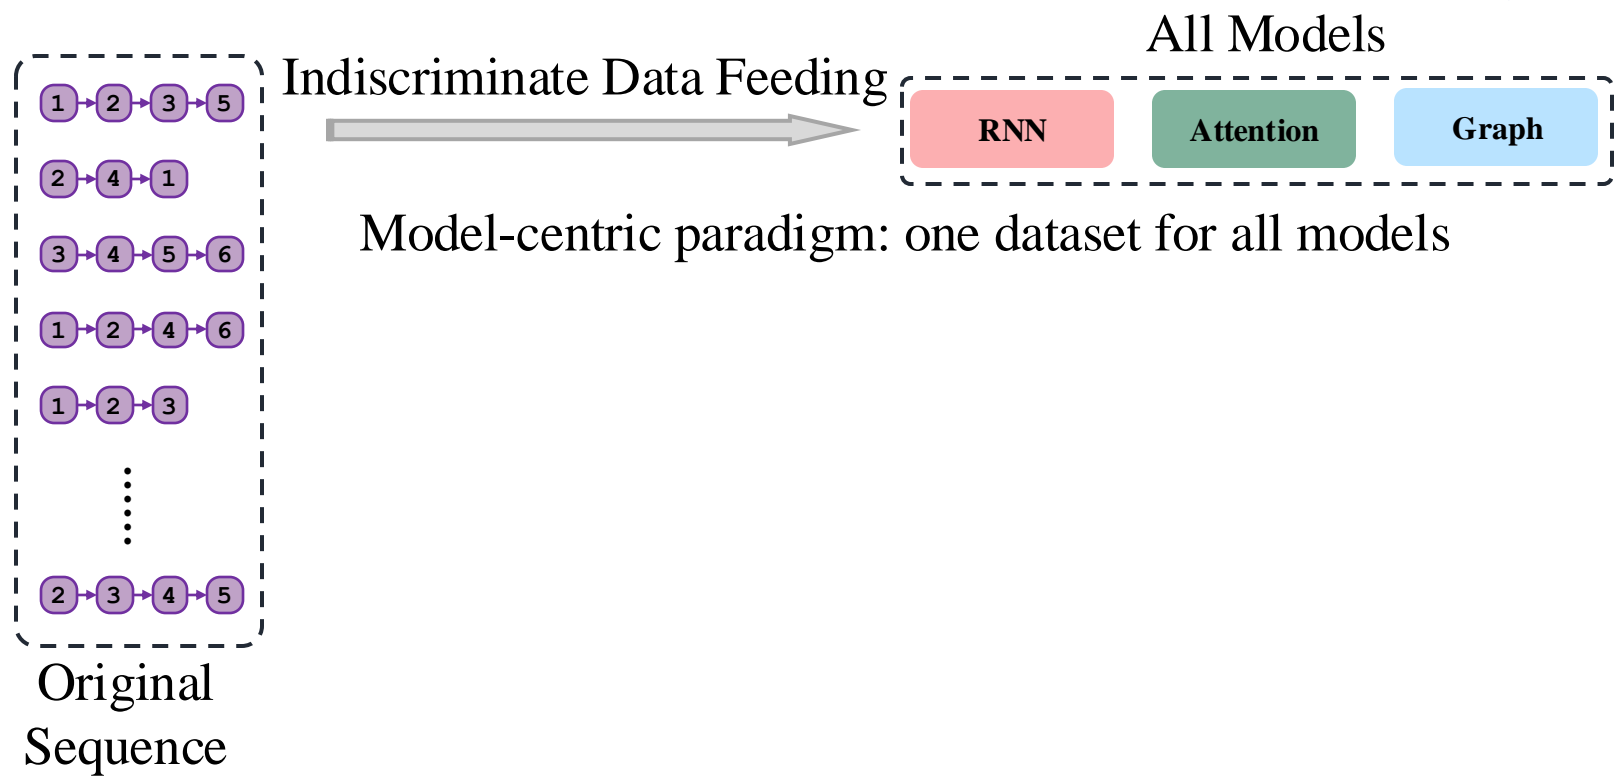 All Models
Indiscriminate Data Feeding
RNN Attention Graph
Model-centric paradigm: one dataset for all models
1 2 3 5
2 4 1
3 4 5 6
1 2 4 6
1 2 3
2 3 4 5
Original
Sequence